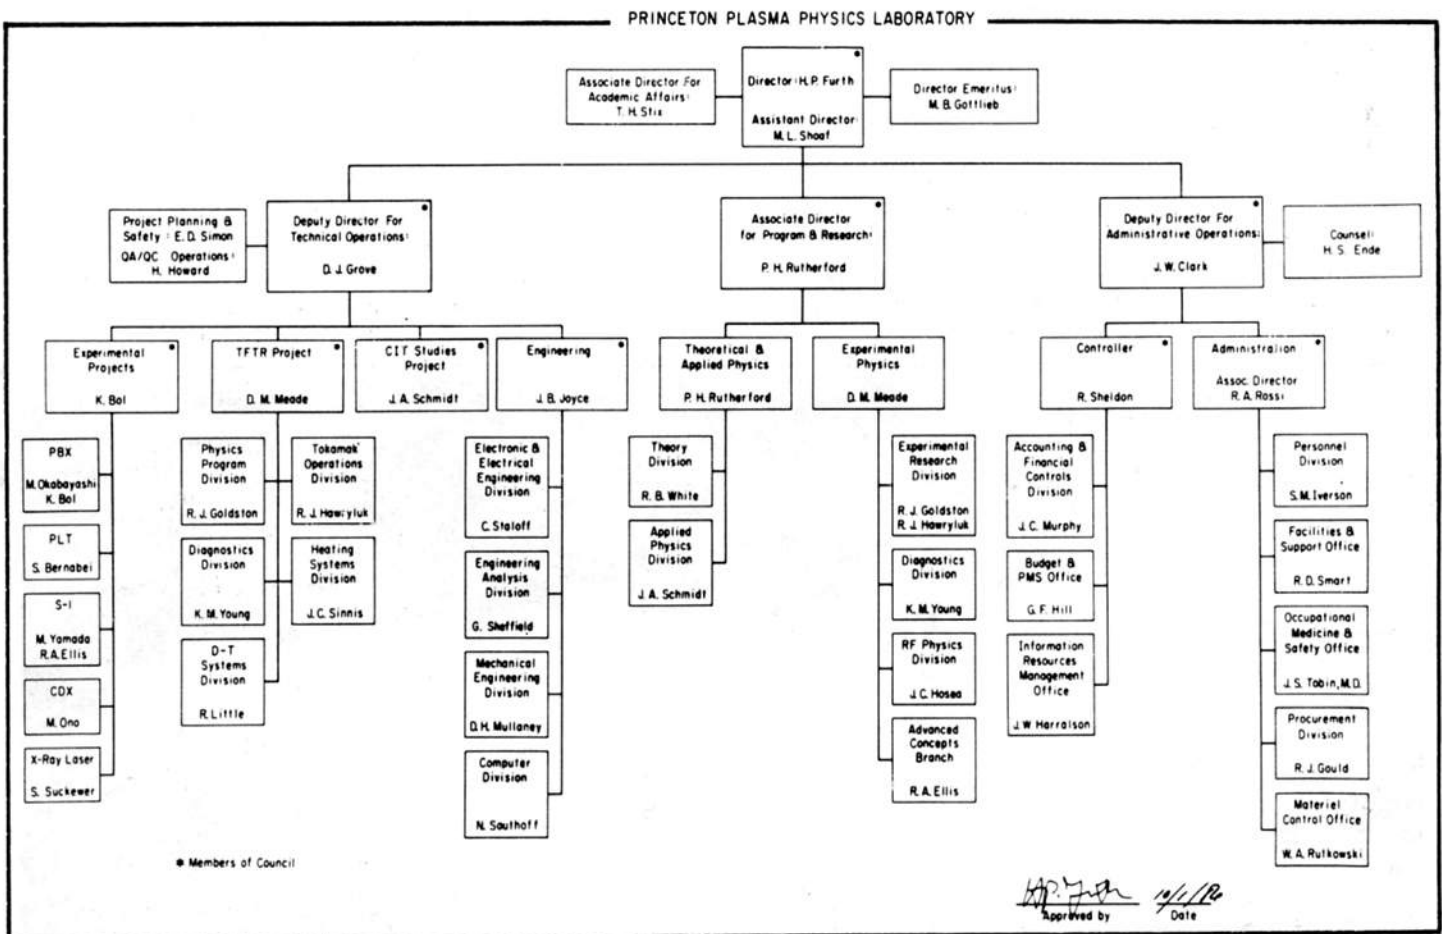 PRINCETON PLASMA PHYSICS LABORATORY
Associate Director For
Academic Affairs:
T. H. Stix
Director: H. P. Furth
Assistant Director:
M. L. Shoaf
Director Emeritus:
M. B. Gottlieb
Project Planning &
Safety : E. D. Simon
QA/QC Operations:
H. Howard
Deputy Director For
Technical Operations:
D. J. Grove
Associate Director
for Program & Research:
P. H. Rutherford
Deputy Director For
Administrative Operations:
J. W. Clark
Counsel:
H. S. Ende
Experimental
Projects
K. Bol
TFTR Project
D. M. Meade
CIT Studies
Project
J. A. Schmidt
Engineering
J. B. Joyce
Theoretical &
Applied Physics
P. H. Rutherford
Experimental
Physics
D. M. Meade
Controller
R. Sheldon
Administration
Assoc. Director
R. A. Rossi
PBX
M. Okabayashi
K. Bol
PLT
S. Bernabei
S-1
M. Yamada
R. A. Ellis
CDX
M. Ono
X-Ray Laser
S. Suckewer
Physics
Program
Division
R. J. Goldston
Tokamak
Operations
Division
R. J. Hawryluk
Diagnostics
Division
K. M. Young
Heating
Systems
Division
J. C. Sinnis
D-T
Systems
Division
R. Little
Electronic &
Electrical
Engineering
Division
C. Staloff
Engineering
Analysis
Division
G. Sheffield
Mechanical
Engineering
Division
D. H. Mullaney
Computer
Division
N. Sauthoff
Theory
Division
R. B. White
Applied
Physics
Division
J. A. Schmidt
Experimental
Research
Division
R. J. Goldston
R. J. Hawryluk
Diagnostics
Division
K. M. Young
RF Physics
Division
J. C. Hosea
Advanced
Concepts
Branch
R. A. Ellis
Accounting &
Financial
Controls
Division
J. C. Murphy
Budget &
PMS Office
G. F. Hill
Information
Resources
Management
Office
J. W. Harralson
Personnel
Division
S. M. Iverson
Facilities &
Support Office
R. D. Smart
Occupational
Medicine &
Safety Office
J. S. Tobin, M.D.
Procurement
Division
R. J. Gould
Materiel
Control Office
W. A. Rutkowski
* Members of Council
10/1/86
Approved by Date